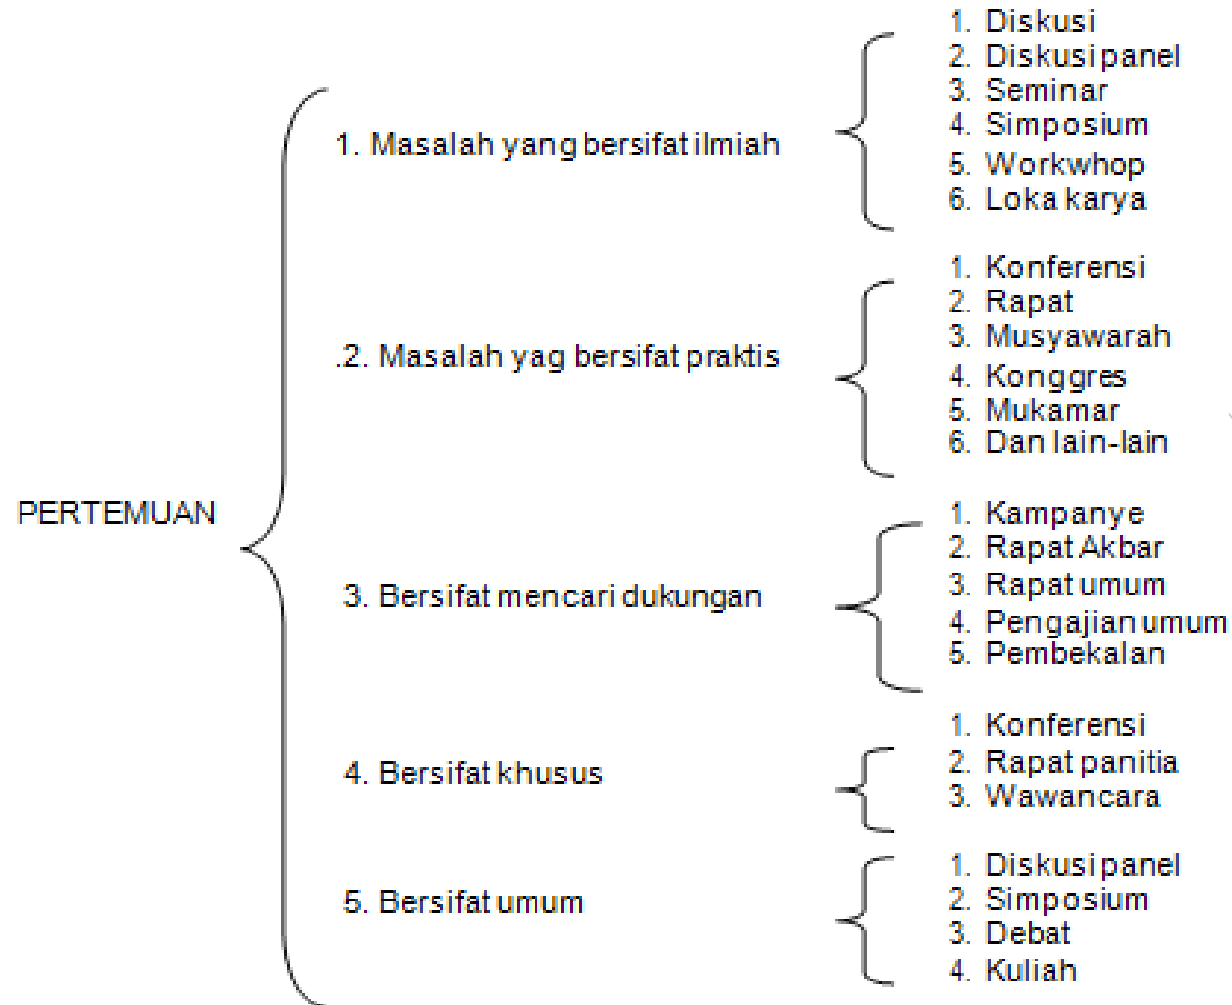 PERTEMUAN
1. Masalah yang bersifat ilmiah
1. Diskusi
2. Diskusi panel
3. Seminar
4. Simposium
5. Workwhop
6. Loka karya
.2. Masalah yag bersifat praktis
1. Konferensi
2. Rapat
3. Musyawarah
4. Konggres
5. Mukamar
6. Dan lain-lain
3. Bersifat mencari dukungan
1. Kampanye
2. Rapat Akbar
3. Rapat umum
4. Pengajian umum
5. Pembekalan
4. Bersifat khusus
1. Konferensi
2. Rapat panitia
3. Wawancara
5. Bersifat umum
1. Diskusi panel
2. Simposium
3. Debat
4. Kuliah